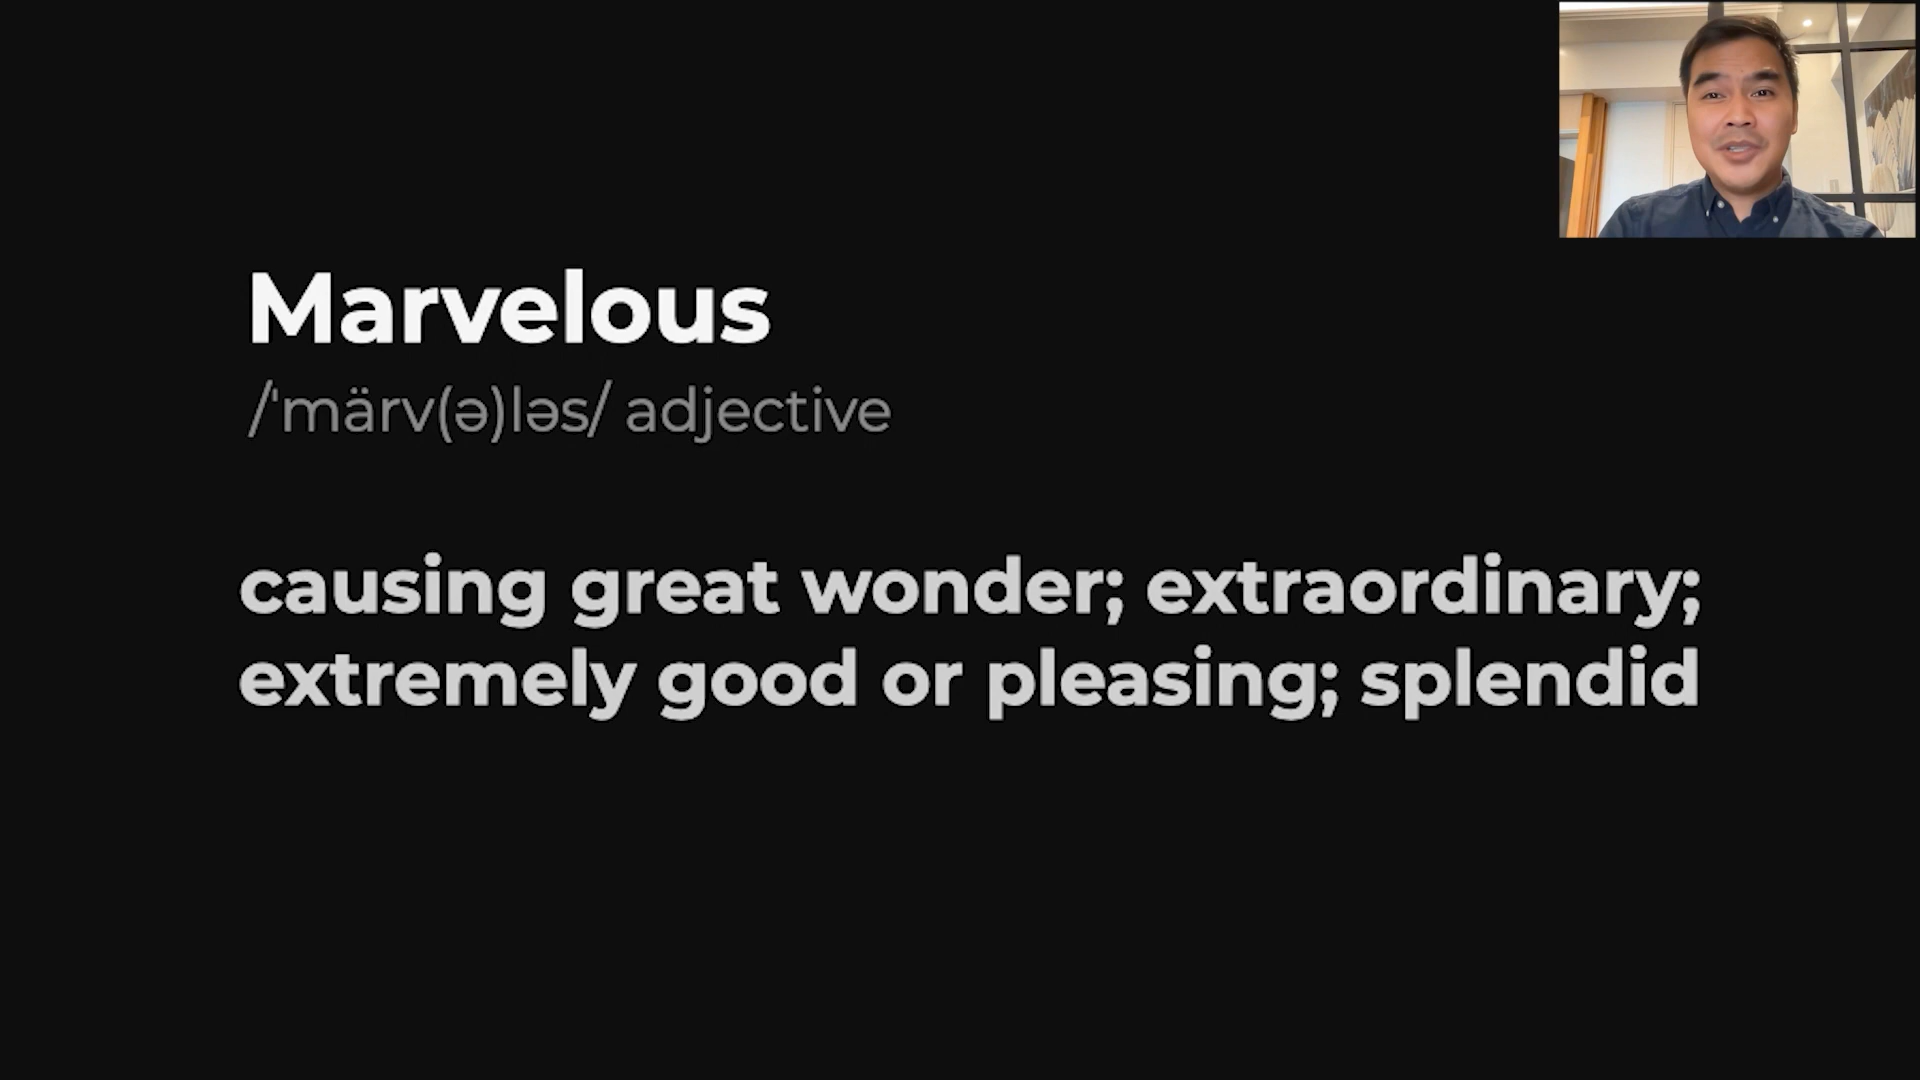 Marvelous
/ˈmärv(ə)ləs/ adjective
causing great wonder; extraordinary;
extremely good or pleasing; splendid